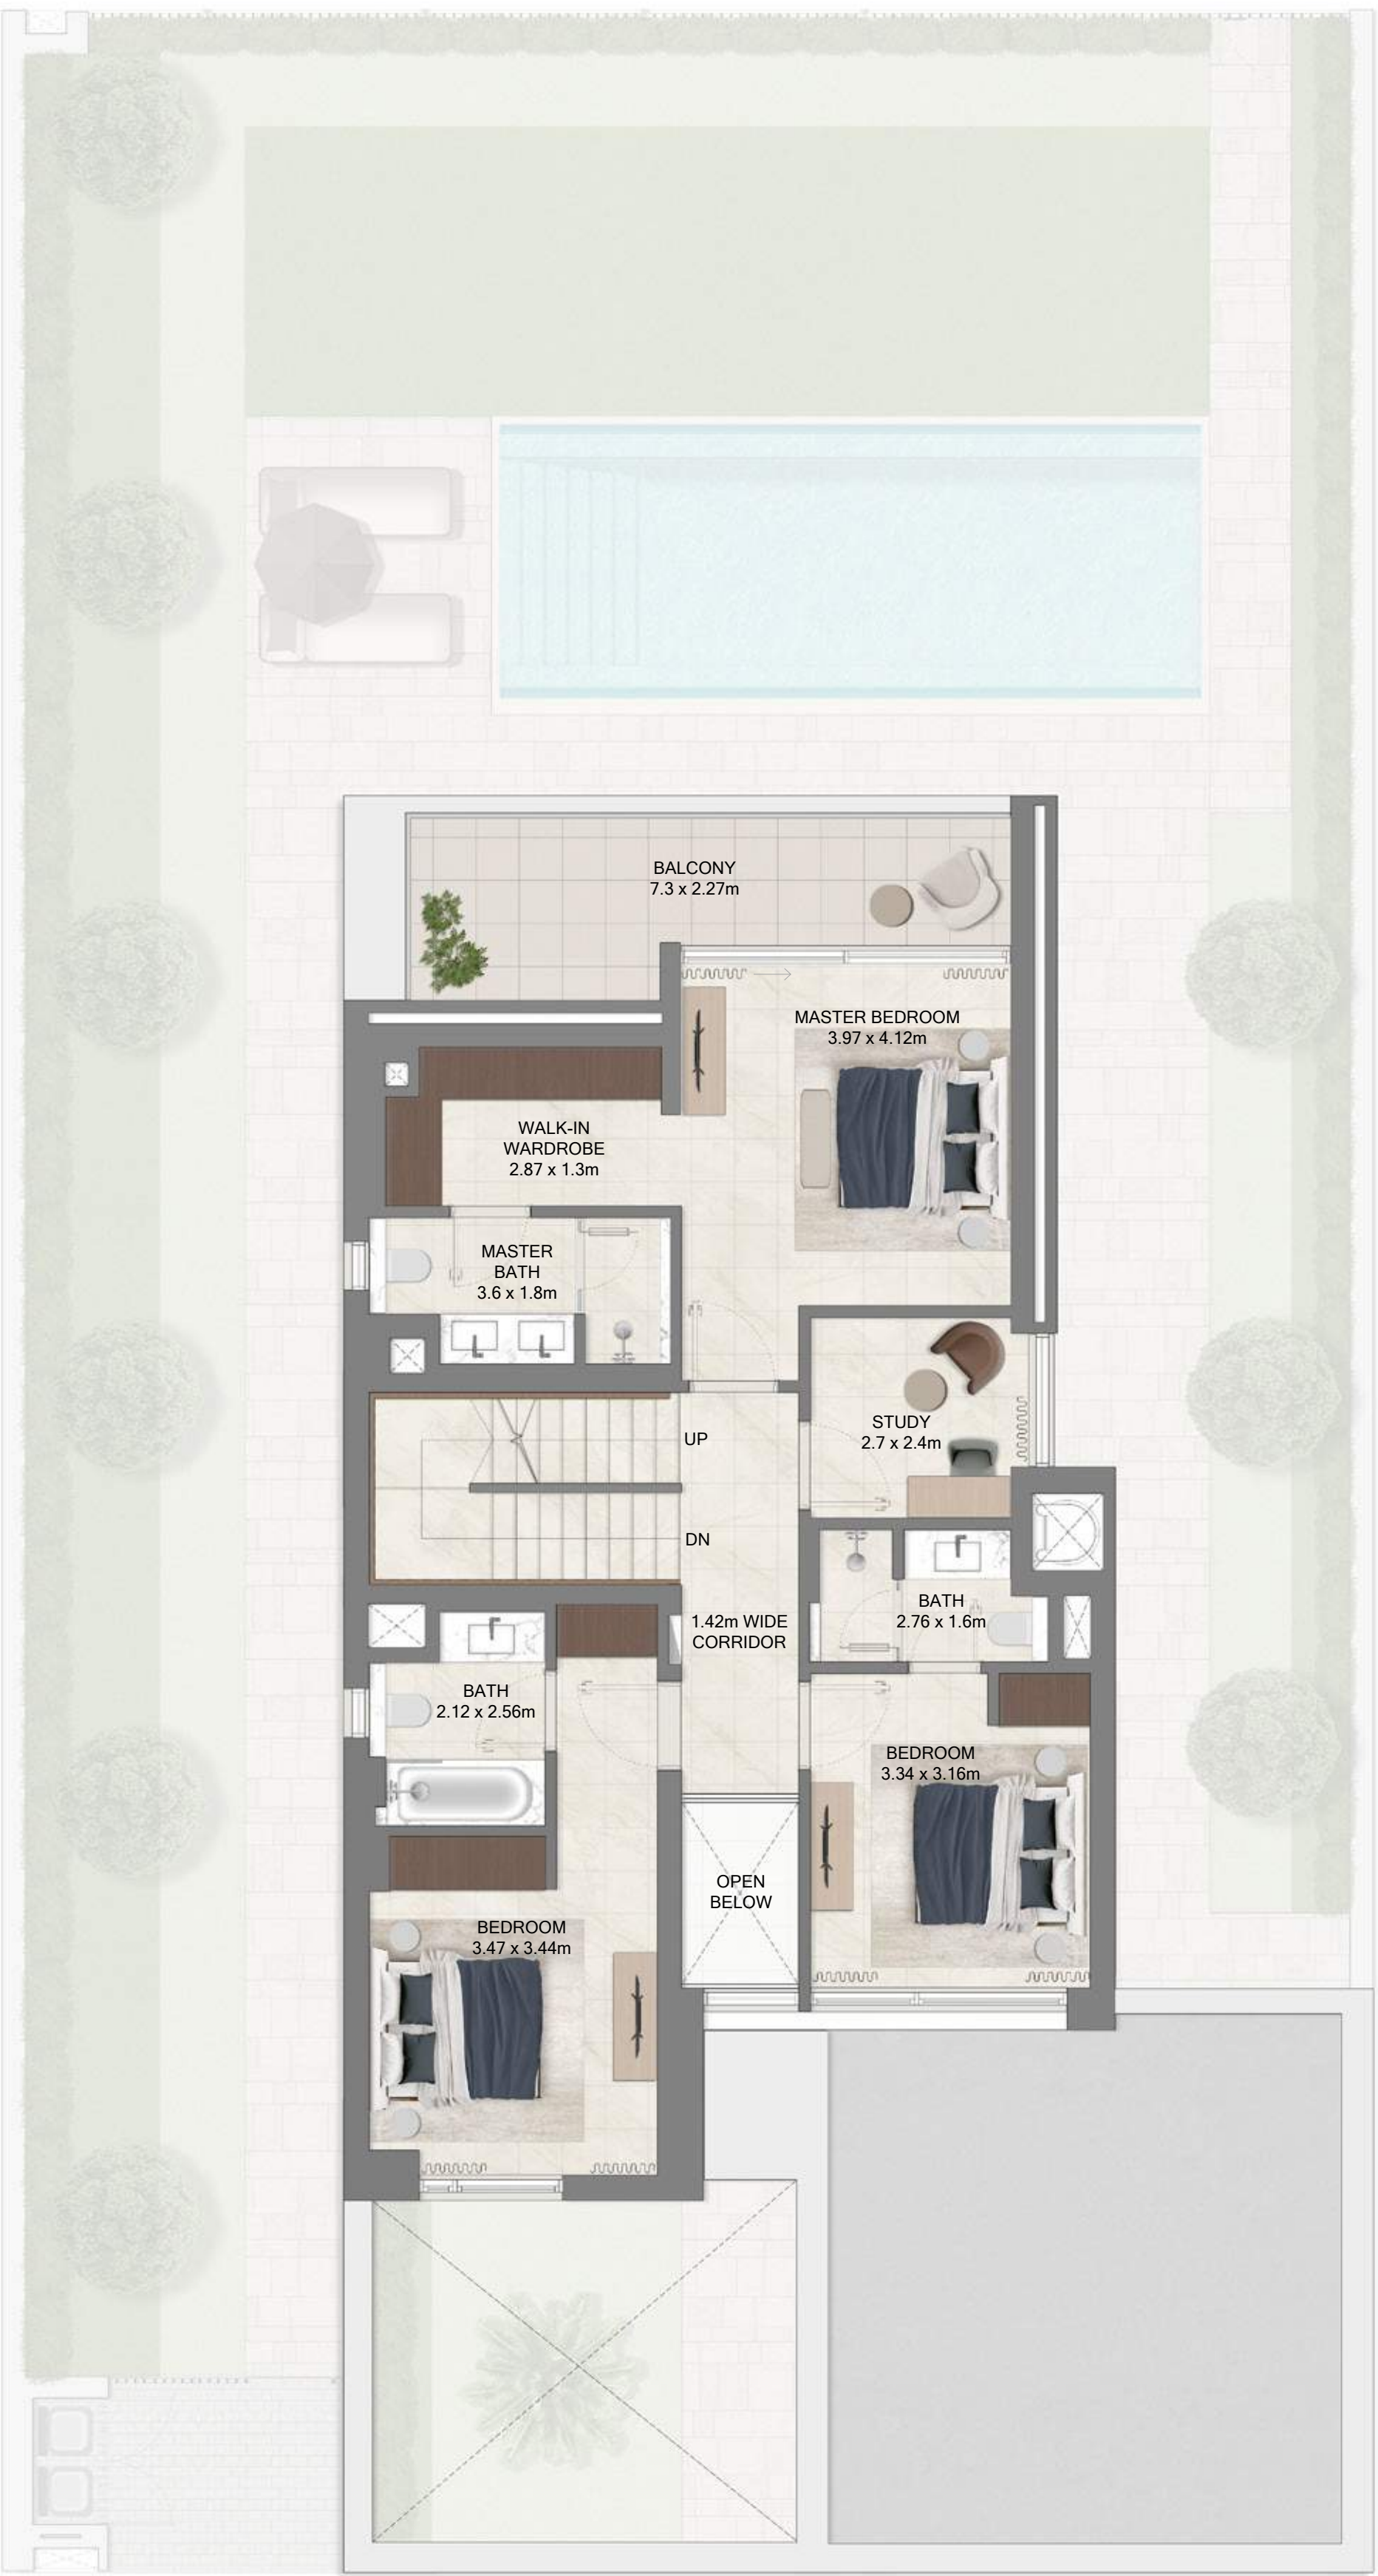 BALCONY
7.3 x 2.27m
MASTER BEDROOM
3.97 x 4.12m
WALK-IN
WARDROBE
2.87 x 1.3m
MASTER
BATH
3.6 x 1.8m
STUDY
2.7 x 2.4m
UP
DN
BATH
2.76 x 1.6m
1.42m WIDE
CORRIDOR
BATH
2.12 x 2.56m
BEDROOM
3.34 x 3.16m
OPEN
BELOW
BEDROOM
3.47 x 3.44m